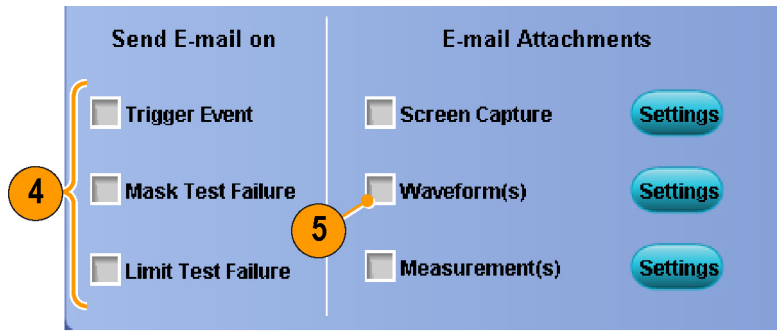 Send E-mail on
E-mail Attachments
Trigger Event
Screen Capture
Settings
4
Mask Test Failure
Waveform(s)
Settings
5
Limit Test Failure
Measurement(s)
Settings